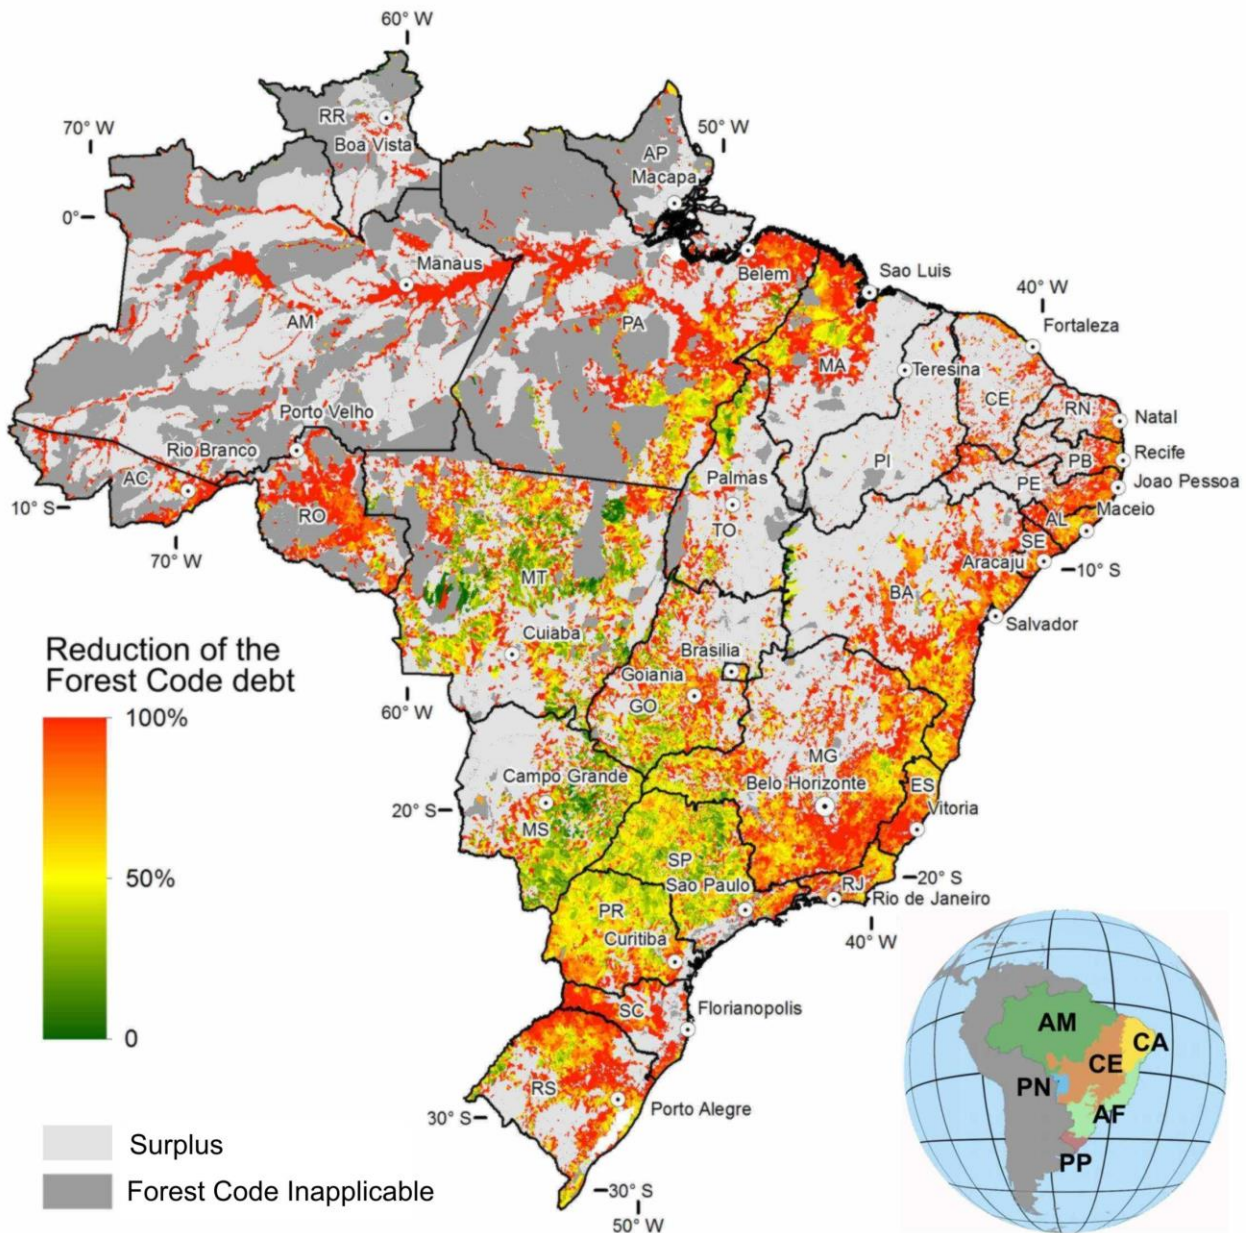 60° W
70° W
RR
Boa Vista
50° W
AP
Macapa
0°
Manaus
Belem
Sao Luis
40° W
Fortaleza
AM
PA
MA
Teresina
CE
RN
Natal
Porto Velho
Rio Branco
PI
PB
Recife
AC
Palmas
PE
Joao Pessoa
10° S
RO
TO
AL
Maceio
SE
70° W
Aracaju
10° S
MT
BA
Salvador
Cuiaba
Brasilia
Goiania
Reduction of the
Forest Code debt
60° W
GO
100%
MG
Campo Grande
Belo Horizonte
ES
Vitoria
20° S
MS
SP
Sao Paulo
RJ
20° S
50%
Rio de Janeiro
PR
Curitiba
40° W
SC
Florianopolis
0
RS
Porto Alegre
30° S
Surplus
Forest Code Inapplicable
30° S
50° W
AM
CA
CE
PN
AF
PP